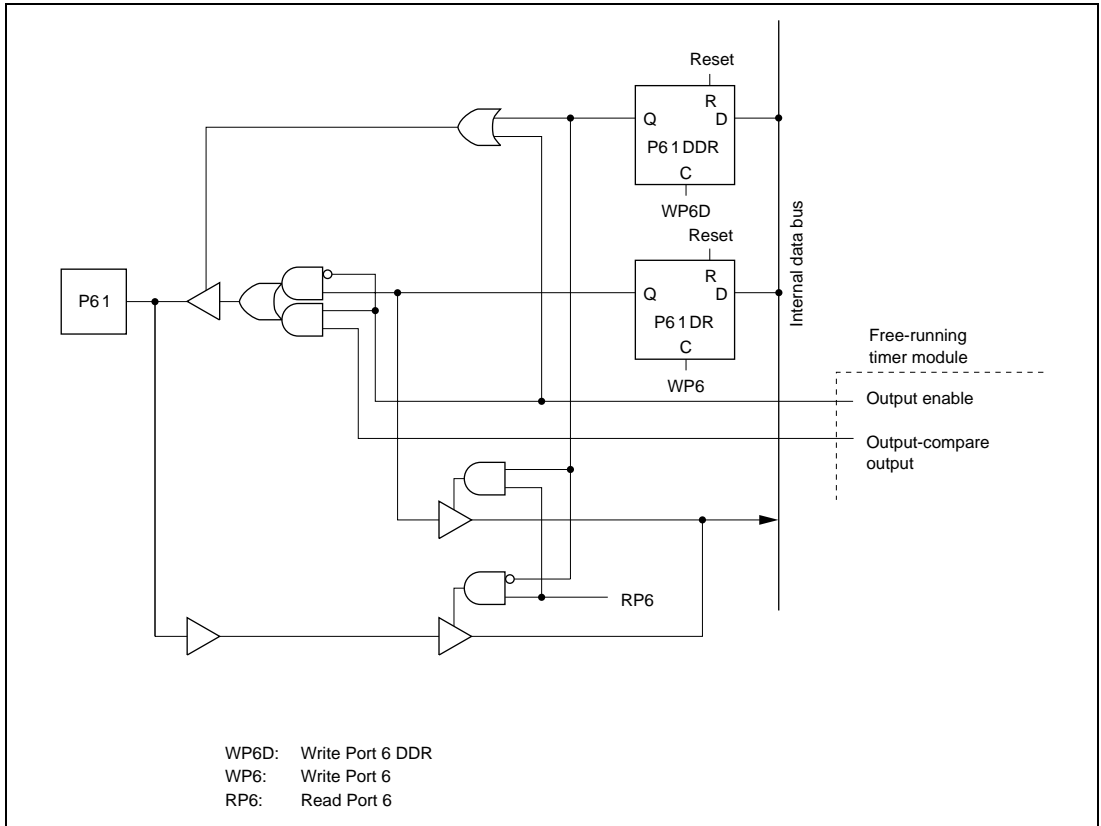 Reset
R
Q D
P61DDR
C
WP6D
Reset
R
P61
Q D
P61DR
C
WP6
Internal data bus
Free-running
timer module
Output enable
Output-compare
output
RP6
WP6D: Write Port 6 DDR
WP6: Write Port 6
RP6: Read Port 6